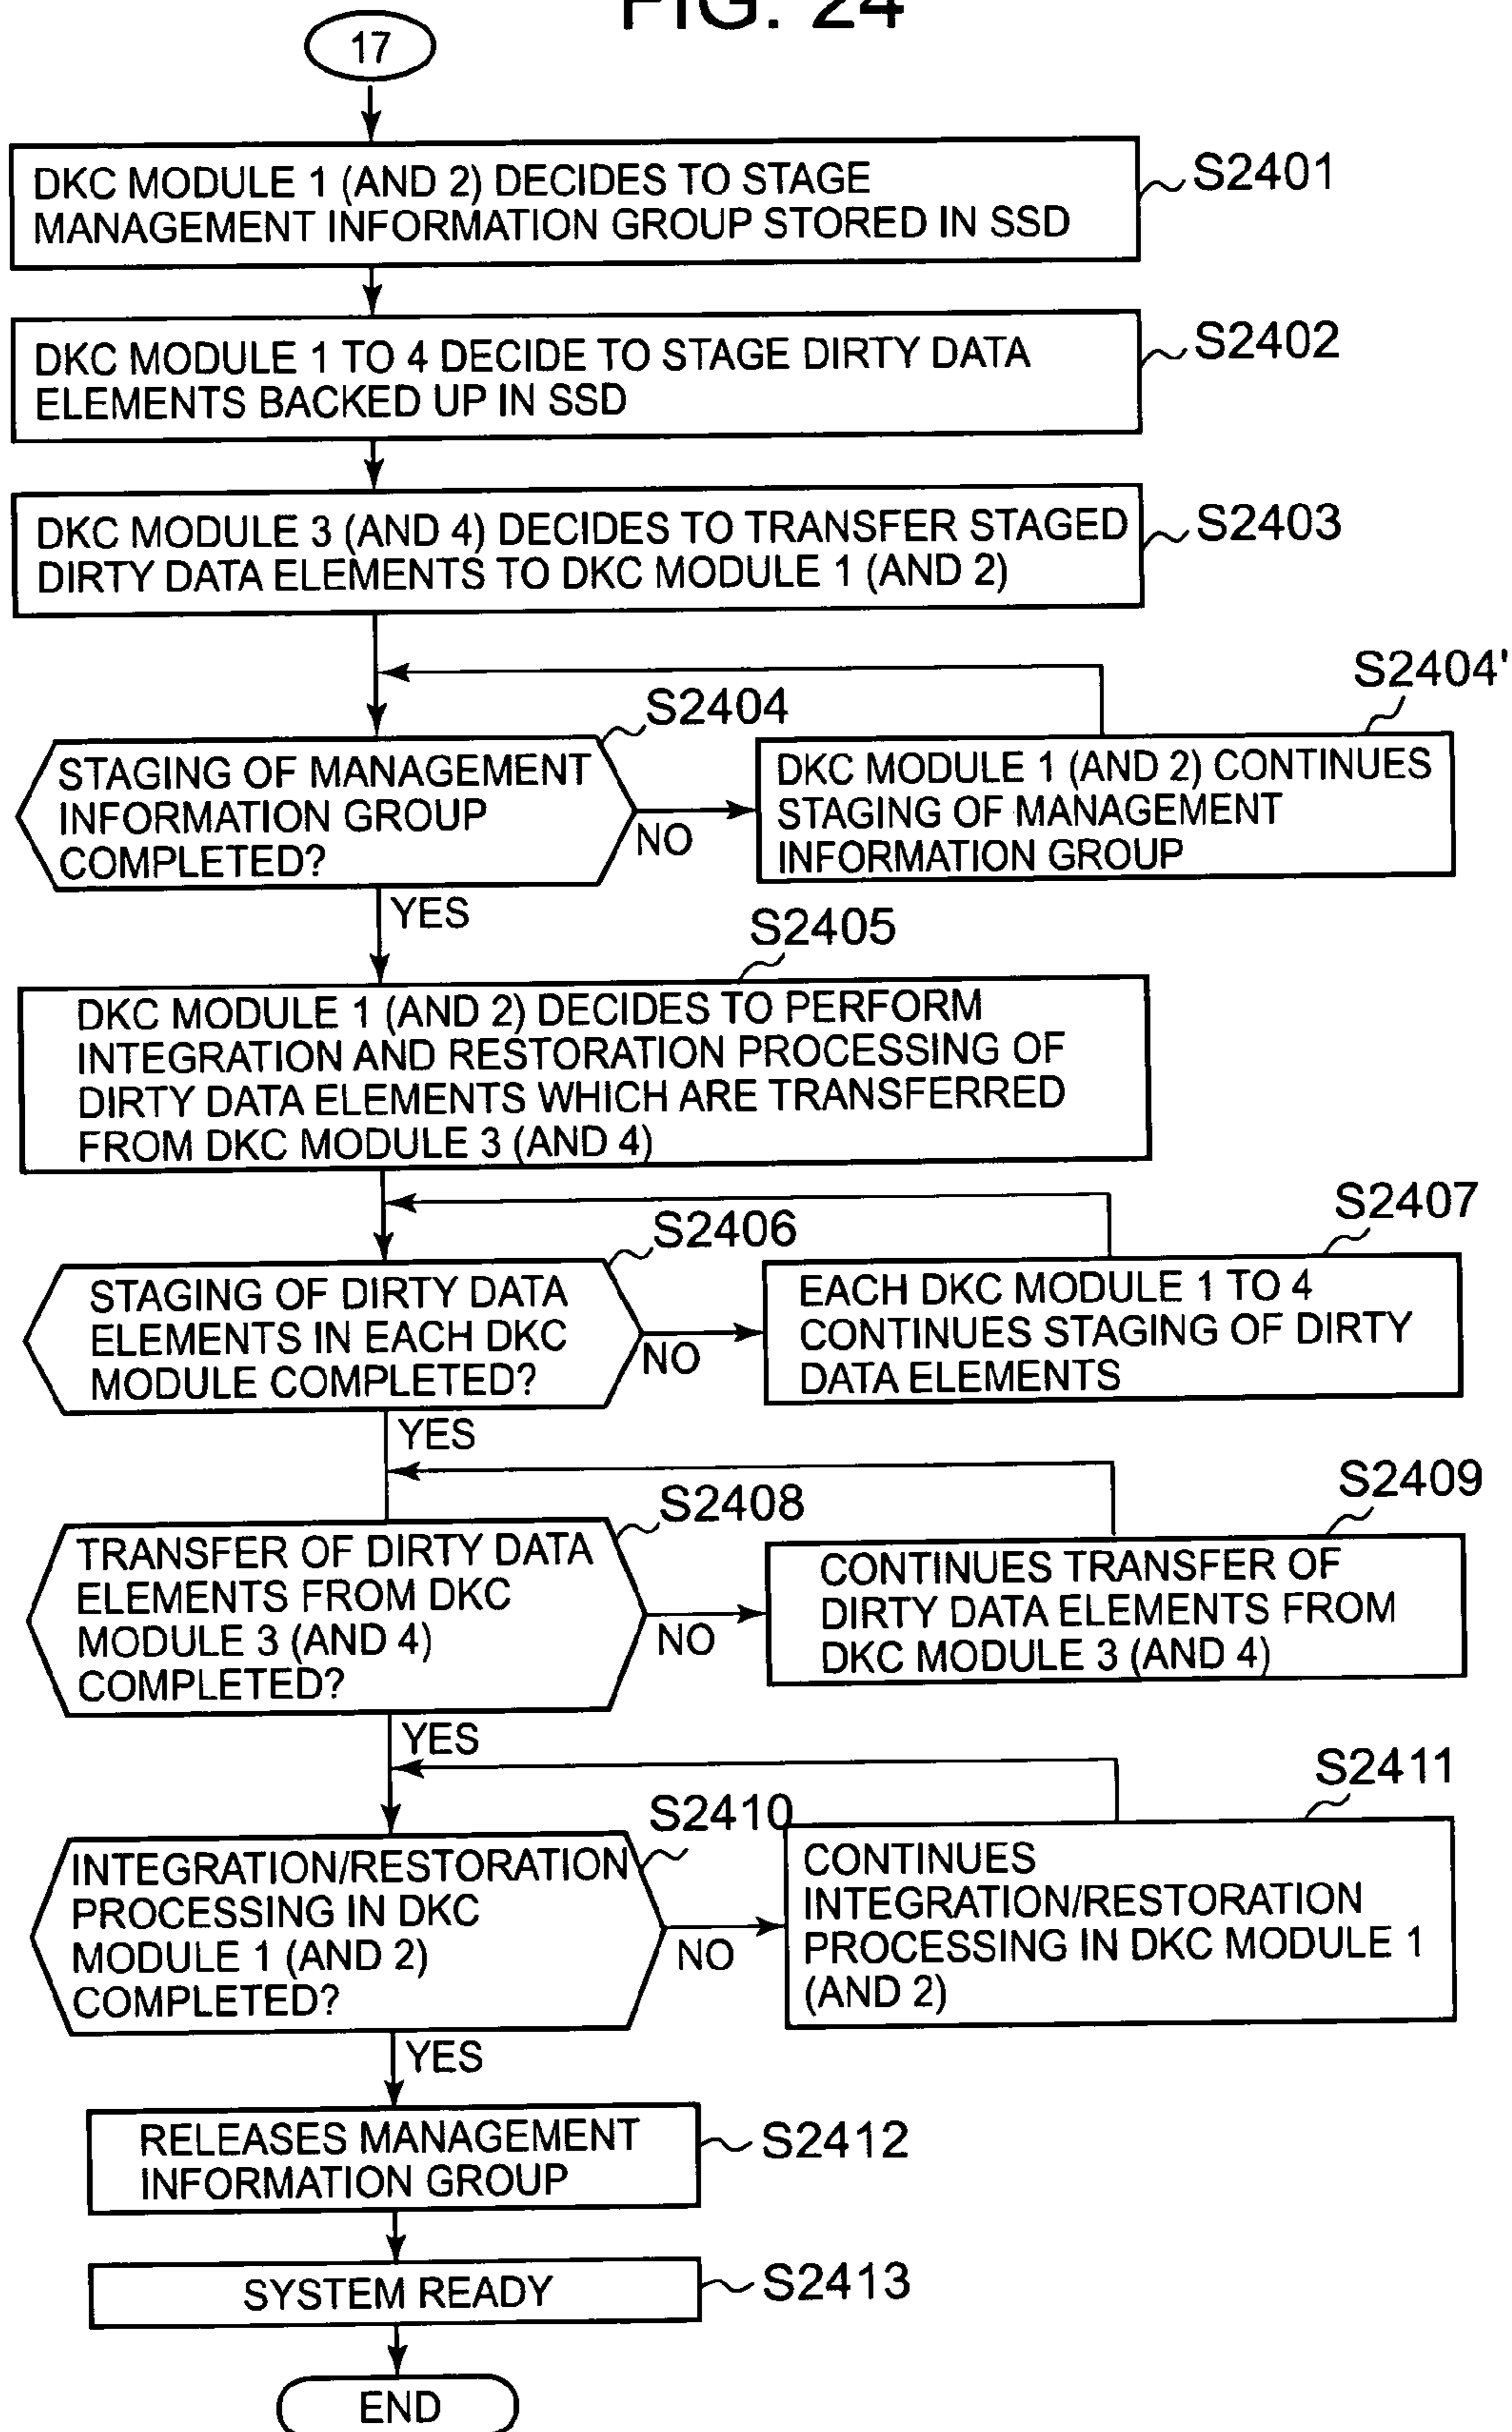 FIG. 24
17
DKC MODULE 1 (AND 2) DECIDES TO STAGE
MANAGEMENT INFORMATION GROUP STORED IN SSD
S2401
DKC MODULE 1 TO 4 DECIDE TO STAGE DIRTY DATA
ELEMENTS BACKED UP IN SSD
S2402
DKC MODULE 3 (AND 4) DECIDES TO TRANSFER STAGED
DIRTY DATA ELEMENTS TO DKC MODULE 1 (AND 2)
S2403
S2404
STAGING OF MANAGEMENT
INFORMATION GROUP
COMPLETED?
NO
S2404'
DKC MODULE 1 (AND 2) CONTINUES
STAGING OF MANAGEMENT
INFORMATION GROUP
YES
S2405
DKC MODULE 1 (AND 2) DECIDES TO PERFORM
INTEGRATION AND RESTORATION PROCESSING OF
DIRTY DATA ELEMENTS WHICH ARE TRANSFERRED
FROM DKC MODULE 3 (AND 4)
S2406
STAGING OF DIRTY DATA
ELEMENTS IN EACH DKC
MODULE COMPLETED?
NO
S2407
EACH DKC MODULE 1 TO 4
CONTINUES STAGING OF DIRTY
DATA ELEMENTS
YES
S2408
TRANSFER OF DIRTY DATA
ELEMENTS FROM DKC
MODULE 3 (AND 4)
COMPLETED?
NO
S2409
CONTINUES TRANSFER OF
DIRTY DATA ELEMENTS FROM
DKC MODULE 3 (AND 4)
YES
S2410
INTEGRATION/RESTORATION
PROCESSING IN DKC
MODULE 1 (AND 2)
COMPLETED?
NO
S2411
CONTINUES
INTEGRATION/RESTORATION
PROCESSING IN DKC MODULE 1
(AND 2)
YES
RELEASES MANAGEMENT
INFORMATION GROUP
S2412
SYSTEM READY
S2413
END